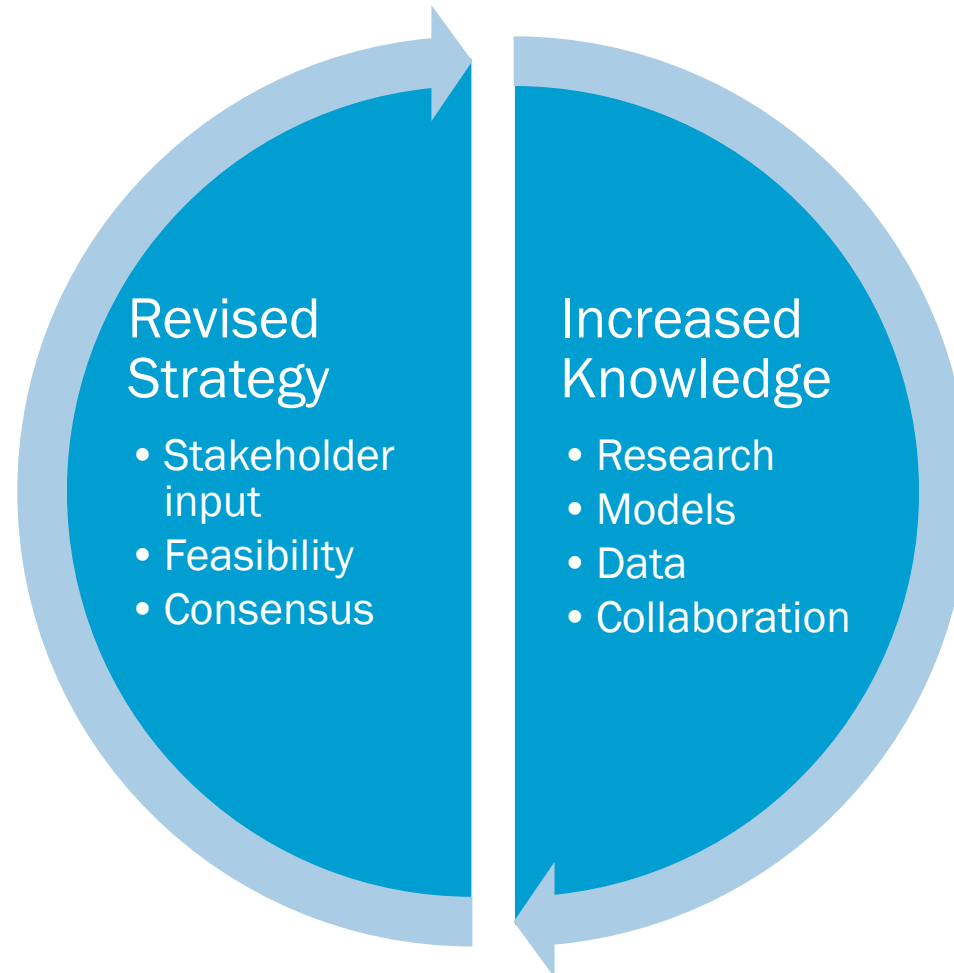 Revised
Strategy
• Stakeholder
input
• Feasibility
• Consensus
Increased
Knowledge
• Research
• Models
• Data
• Collaboration